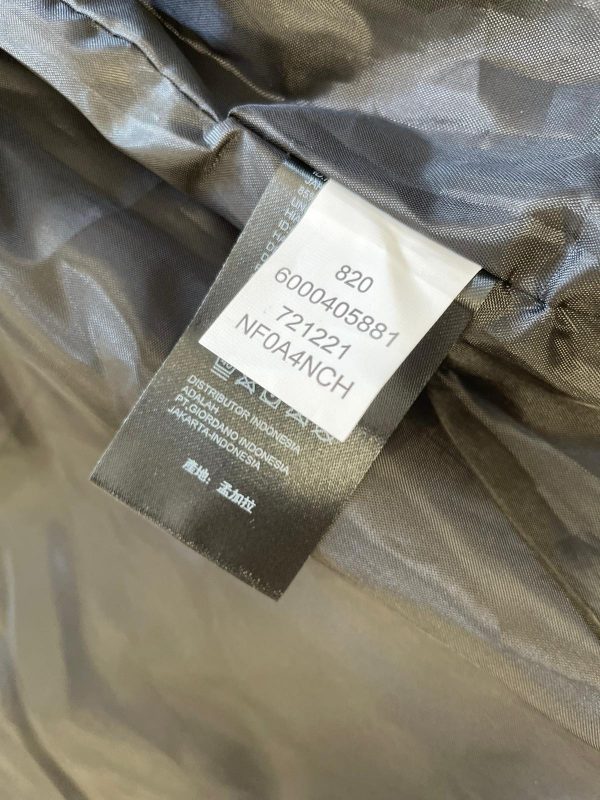 820
6000405881
721221
NF0A4NCH
DISTRIBUTOR INDONESIA
ADALAH
PT.GIORDANO INDONESIA
JAKARTA-INDONESIA
產地: 孟加拉